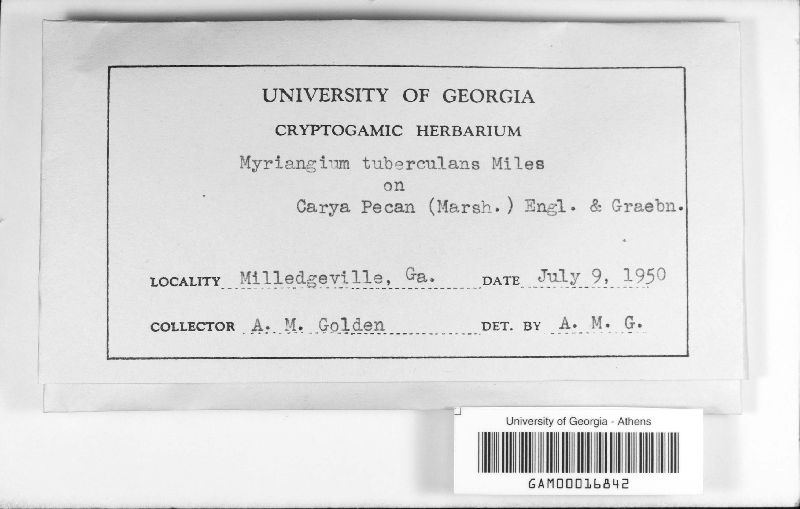 UNIVERSITY OF GEORGIA
CRYPTOGAMIC HERBARIUM
Myriangium tuberculans Miles
on
Carya Pecan (Marsh.) Engl. & Graebn.
LOCALITY Milledgeville, Ga. DATE July 9, 1950
COLLECTOR A. M. Golden DET. BY A. M. G.
University of Georgia - Athens
GAM00016842